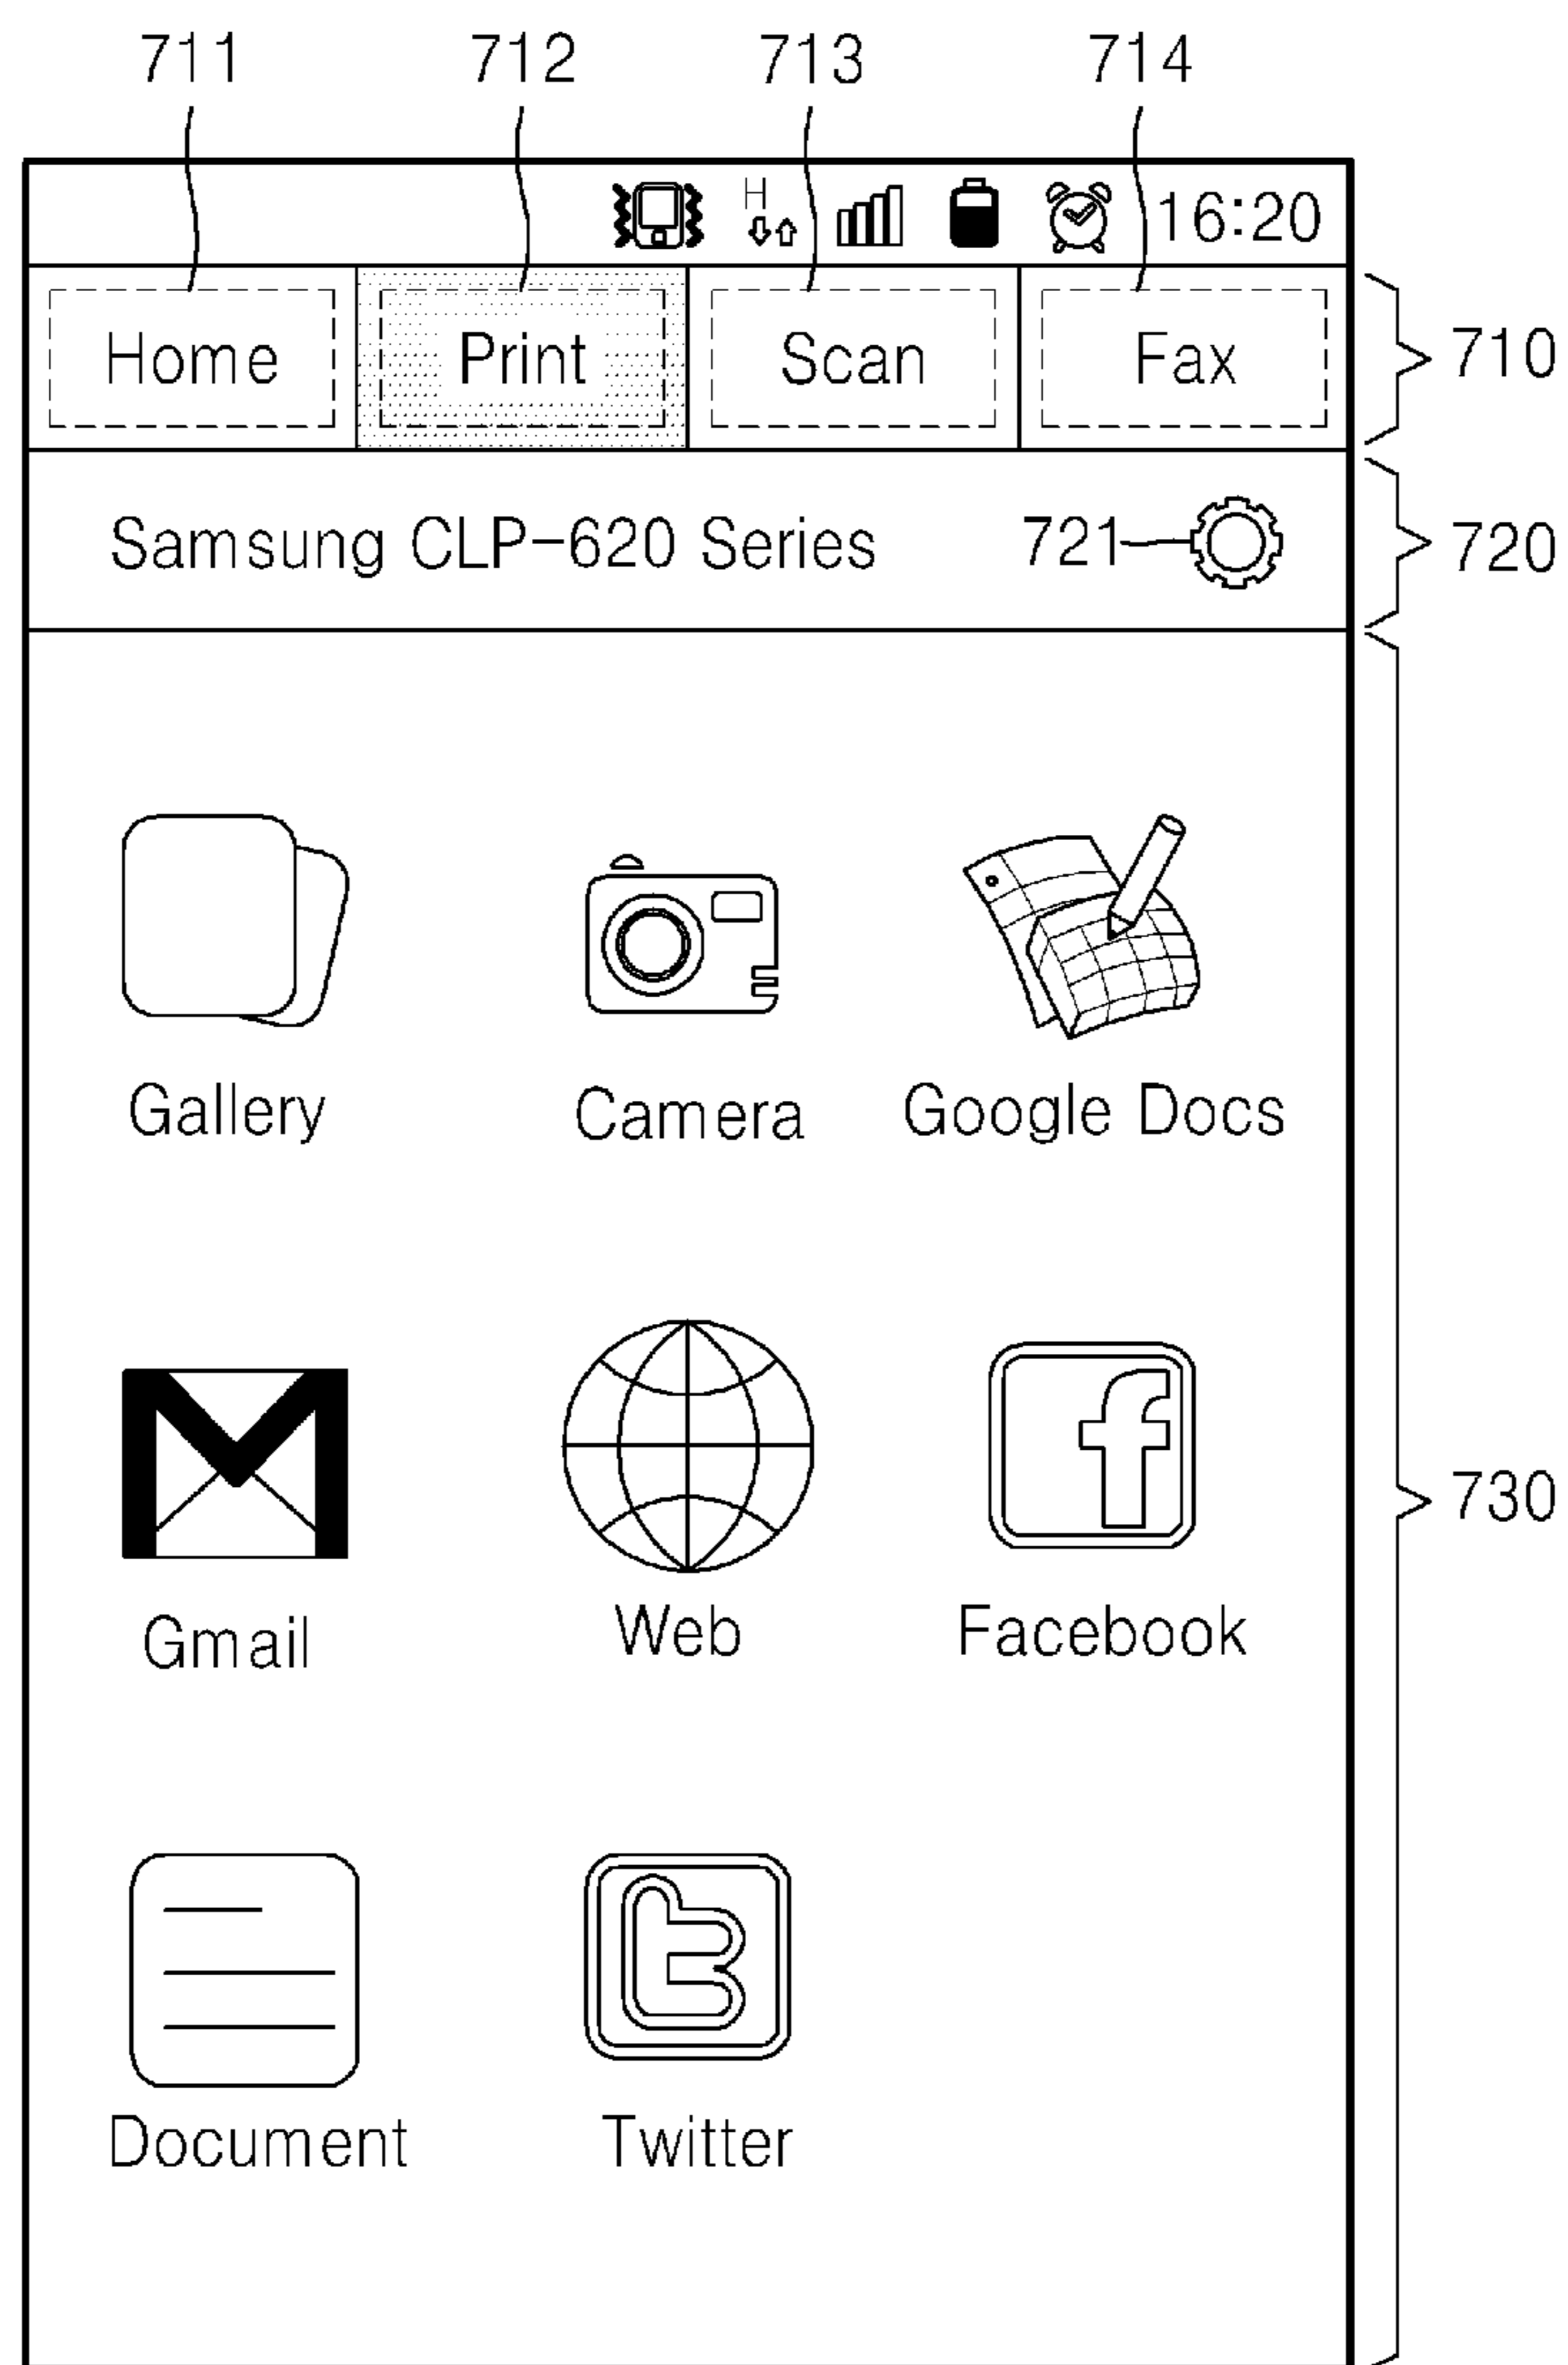 711 712 713 714
H 16:20
Home Print Scan Fax 710
Samsung CLP-620 Series 721 720
Gallery Camera Google Docs
Gmail Web Facebook
730
Document Twitter